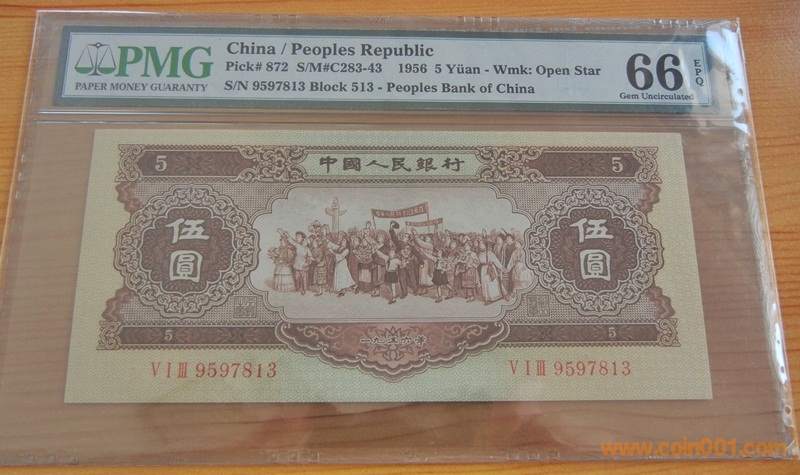 PMG
PAPER MONEY GUARANTY
China / Peoples Republic
Pick# 872 S/M#C283-43 1956 5 Yüan - Wmk: Open Star
S/N 9597813 Block 513 - Peoples Bank of China
66 EPQ
Gem Uncirculated
5 中國人民銀行 5
伍圓 伍圓
5 一九五六年 5
V I III 9597813 V I III 9597813
www.coin001.com